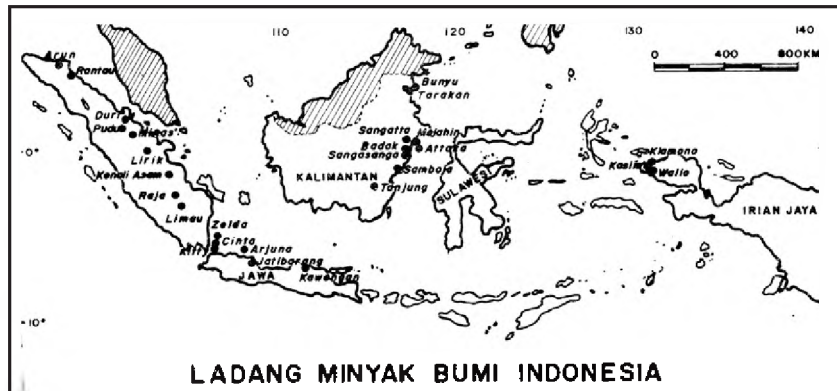 110 120 130 140
0 400 800KM
Arun
Rantau
Bunyu
Tarakan
Duri
Pudu
Minas
Sangatta
Badak
Attaka
Sangasanga
Lirik
Samboja
Klamono
Kasim
Walio
-0°
Kenali Asam
KALIMANTAN
Tanjung
SULAWESI
IRIAN JAYA
Raja
Limau
Zelda
Cinta
Kitty
Arjuna
Jatibarang
JAWA
Kawengan
-10°
LADANG MINYAK BUMI INDONESIA